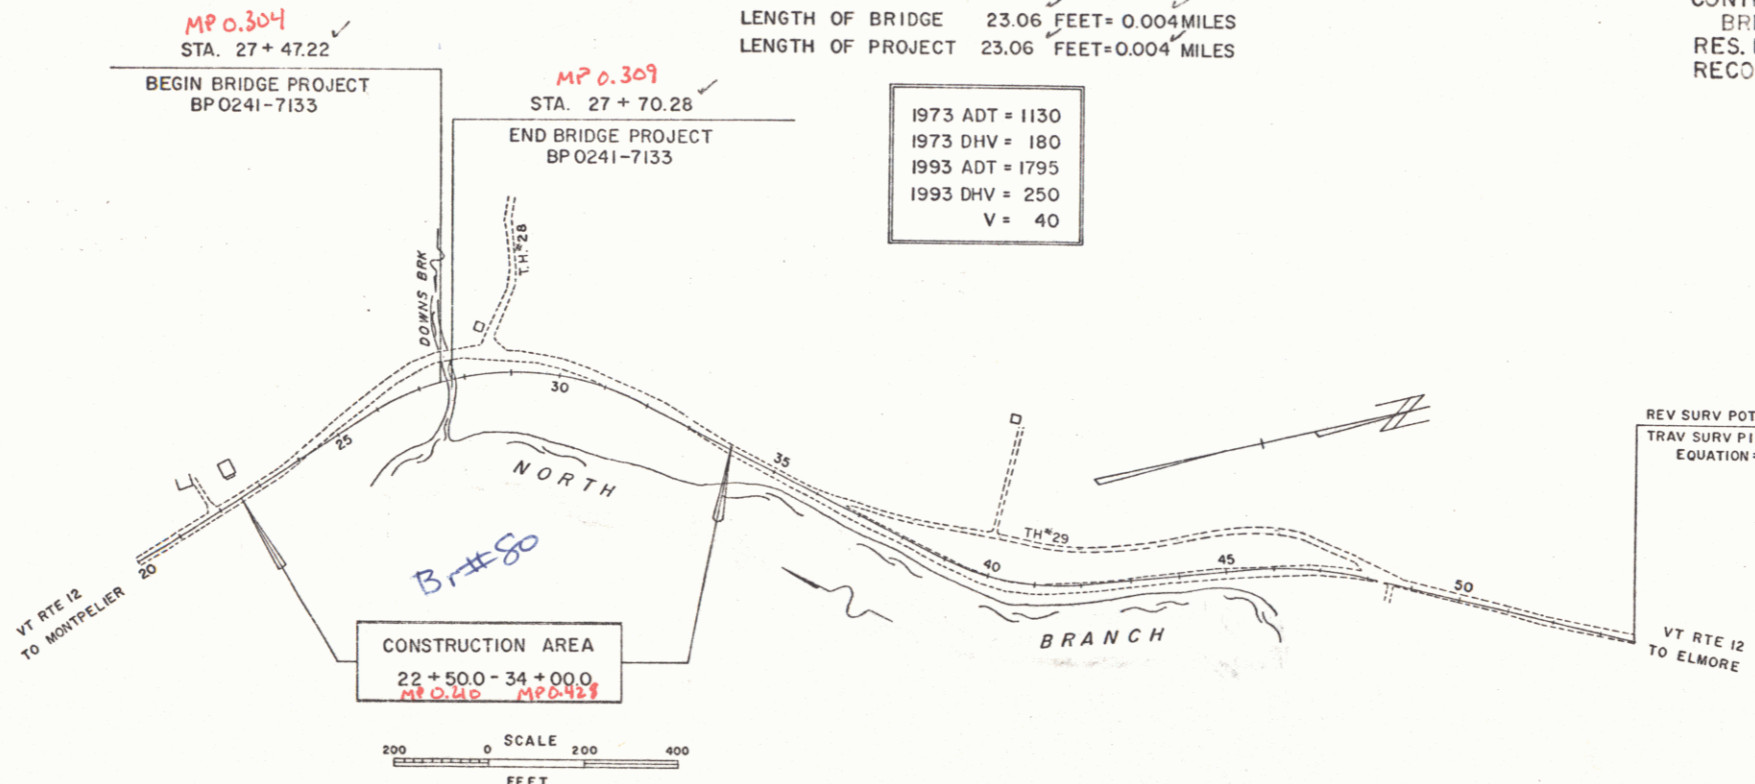 MP 0.304
STA. 27 + 47.22
BEGIN BRIDGE PROJECT
BP 0241-7133
MP 0.309
STA. 27 + 70.28
END BRIDGE PROJECT
BP 0241-7133
LENGTH OF BRIDGE 23.06 FEET= 0.004 MILES
LENGTH OF PROJECT 23.06 FEET=0.004 MILES
BRI
RES.
RECO
1973 ADT = 1130
1973 DHV = 180
1993 ADT = 1795
1993 DHV = 250
V = 40
DOWNS BRK
T.H.#28
25
30
35
NORTH
TH#29
40
45
50
20
VT RTE 12
TO MONTPELIER
Br#80
BRANCH
REV SURV POT
TRAV SURV PI
EQUATION=
VT RTE 12
TO ELMORE
CONSTRUCTION AREA
22 + 50.0 - 34 + 00.0
MP 0.210 MP 0.428
SCALE
200 0 200 400
FEET